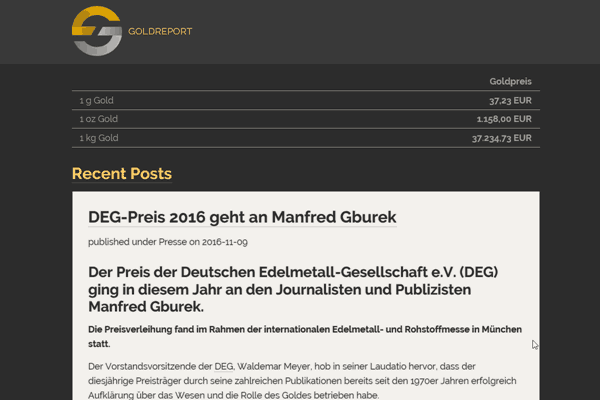 GOLDREPORT
Goldpreis
1 g Gold 37,23 EUR
1 oz Gold 1.158,00 EUR
1 kg Gold 37.234,73 EUR
Recent Posts
DEG-Preis 2016 geht an Manfred Gburek
published under Presse on 2016-11-09
Der Preis der Deutschen Edelmetall-Gesellschaft e.V. (DEG)
ging in diesem Jahr an den Journalisten und Publizisten
Manfred Gburek.
Die Preisverleihung fand im Rahmen der internationalen Edelmetall- und Rohstoffmesse in München
statt.
Der Vorstandsvorsitzende der DEG, Waldemar Meyer, hob in seiner Laudatio hervor, dass der
diesjährige Preisträger durch seine zahlreichen Publikationen bereits seit den 1970er Jahren erfolgreich
Aufklärung über das Wesen und die Rolle des Goldes betrieben habe.